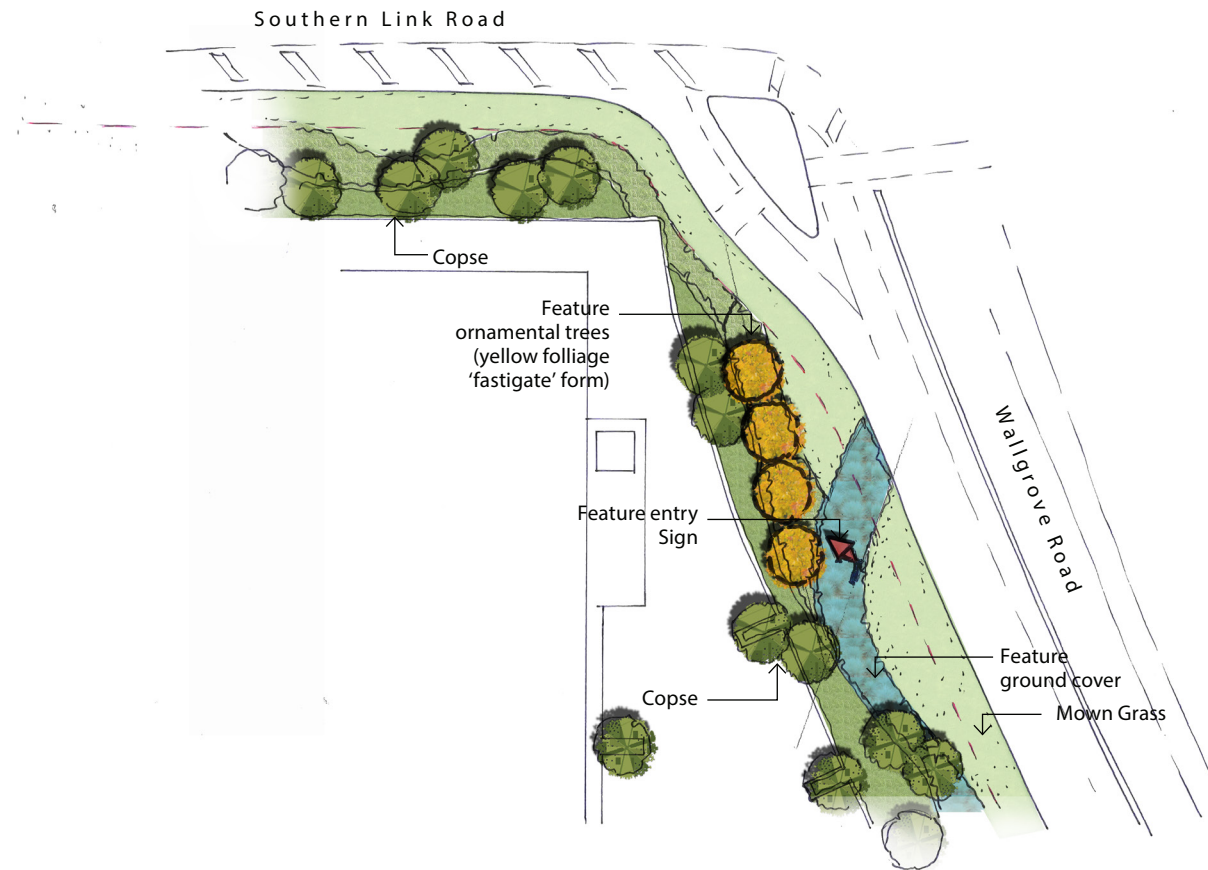 Southern Link Road
Copse
Feature
ornamental trees
(yellow folliage
'fastigate' form)
Wallgrove Road
Feature entry
Sign
Feature
ground cover
Copse
Mown Grass